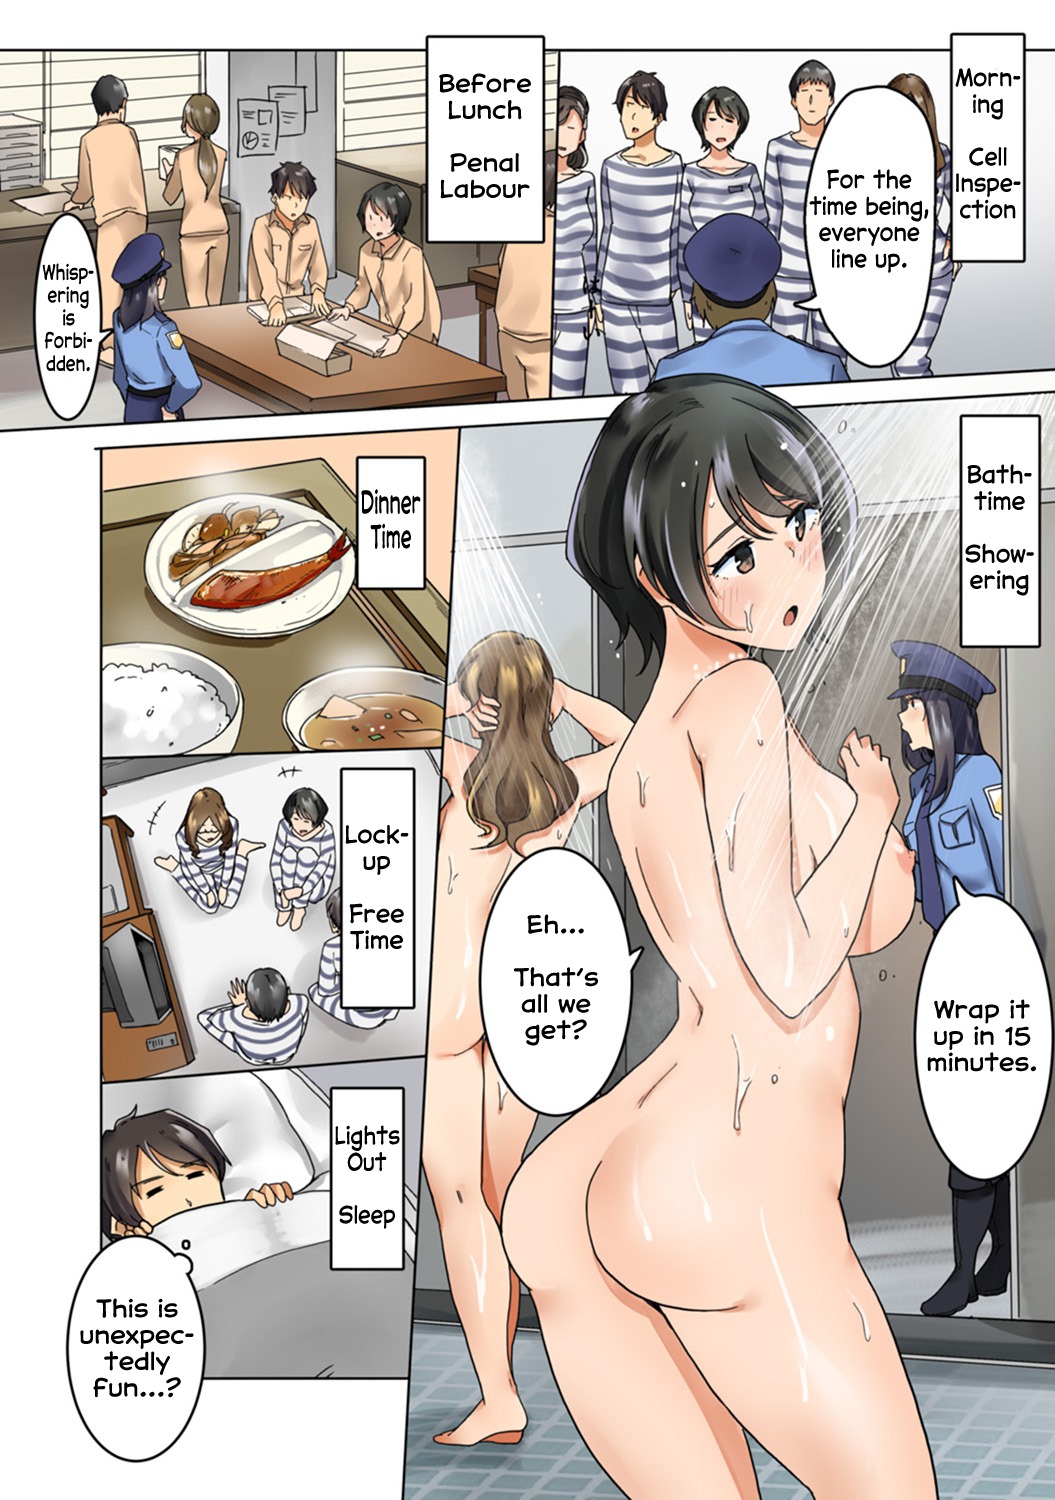 Morn-
ing
Cell
Inspe-
ction
For the
time being,
everyone
line up.
はい
Before
Lunch
Penal
Labour
Whisp-
ering
is
forbi-
dden.
Bath-
time
Show-
ering
Eh...
That's
all we
get?
Wrap it
up in 15
minutes.
Dinner
Time
Lock-
up
Free
Time
Lights
Out
Sleep
This is
unexpec-
tedly
fun...?